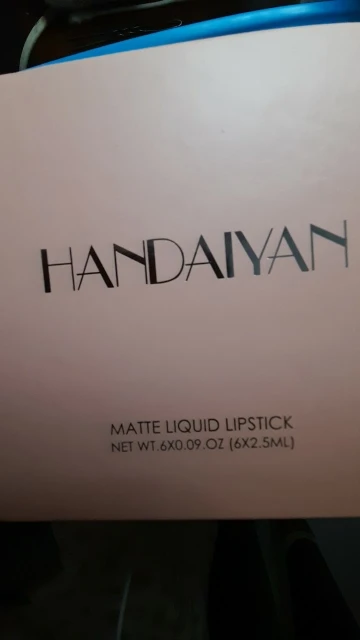 HANDAIYAN
MATTE LIQUID LIPSTICK
NET WT.6X0.09.OZ (6X2.5ML)